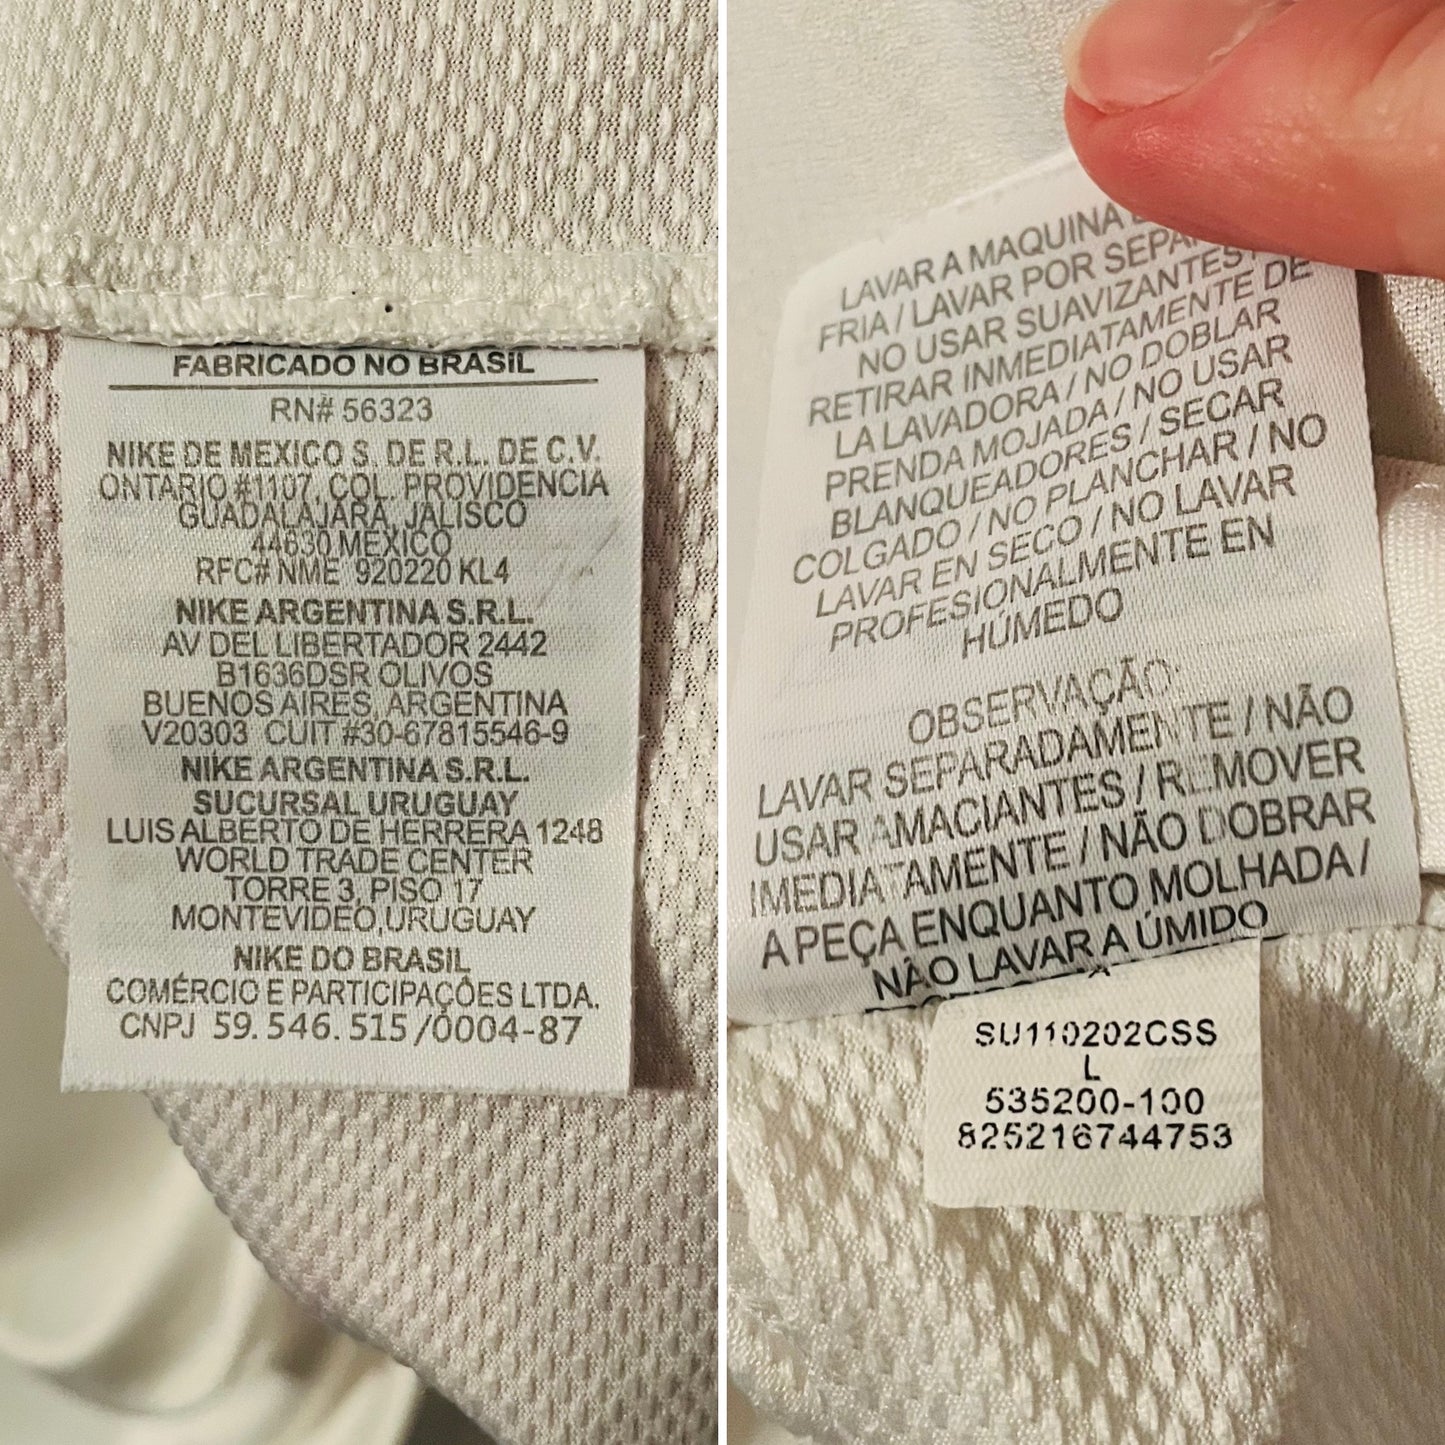 FABRICADO NO BRASIL
RN# 56323
NIKE DE MEXICO S. DE R.L. DE C.V.
ONTARIO #1107, COL. PROVIDENCIA
GUADALAJARA, JALISCO
44630 MEXICO
RFC# NME 920220 KL4
NIKE ARGENTINA S.R.L.
AV DEL LIBERTADOR 2442
B1636DSR OLIVOS
BUENOS AIRES, ARGENTINA
V20303 CUIT #30-67815546-9
NIKE ARGENTINA S.R.L.
SUCURSAL URUGUAY
LUIS ALBERTO DE HERRERA 1248
WORLD TRADE CENTER
TORRE 3, PISO 17
MONTEVIDEO,URUGUAY
NIKE DO BRASIL
COMÉRCIO E PARTICIPAÇÕES LTDA.
CNPJ 59.546.515/0004-87
LAVAR A MAQUINA
FRIA / LAVAR POR
NO USAR SUAVIZANTES
RETIRAR INMEDIATAMENTE DE
LA LAVADORA / NO DOBLAR
PRENDA MOJADA / NO USAR
BLANQUEADORES / SECAR
COLGADO / NO PLANCHAR / NO
LAVAR EN SECO / NO LAVAR
PROFESIONALMENTE EN
HÚMEDO
OBSERVAÇÃO:
LAVAR SEPARADAMENTE / NÃO
USAR AMACIANTES / REMOVER
IMEDIATAMENTE / NÃO DOBRAR
A PEÇA ENQUANTO MOLHADA /
NÃO LAVAR A ÚMIDO
SU110202CSS
L
535200-100
825216744753